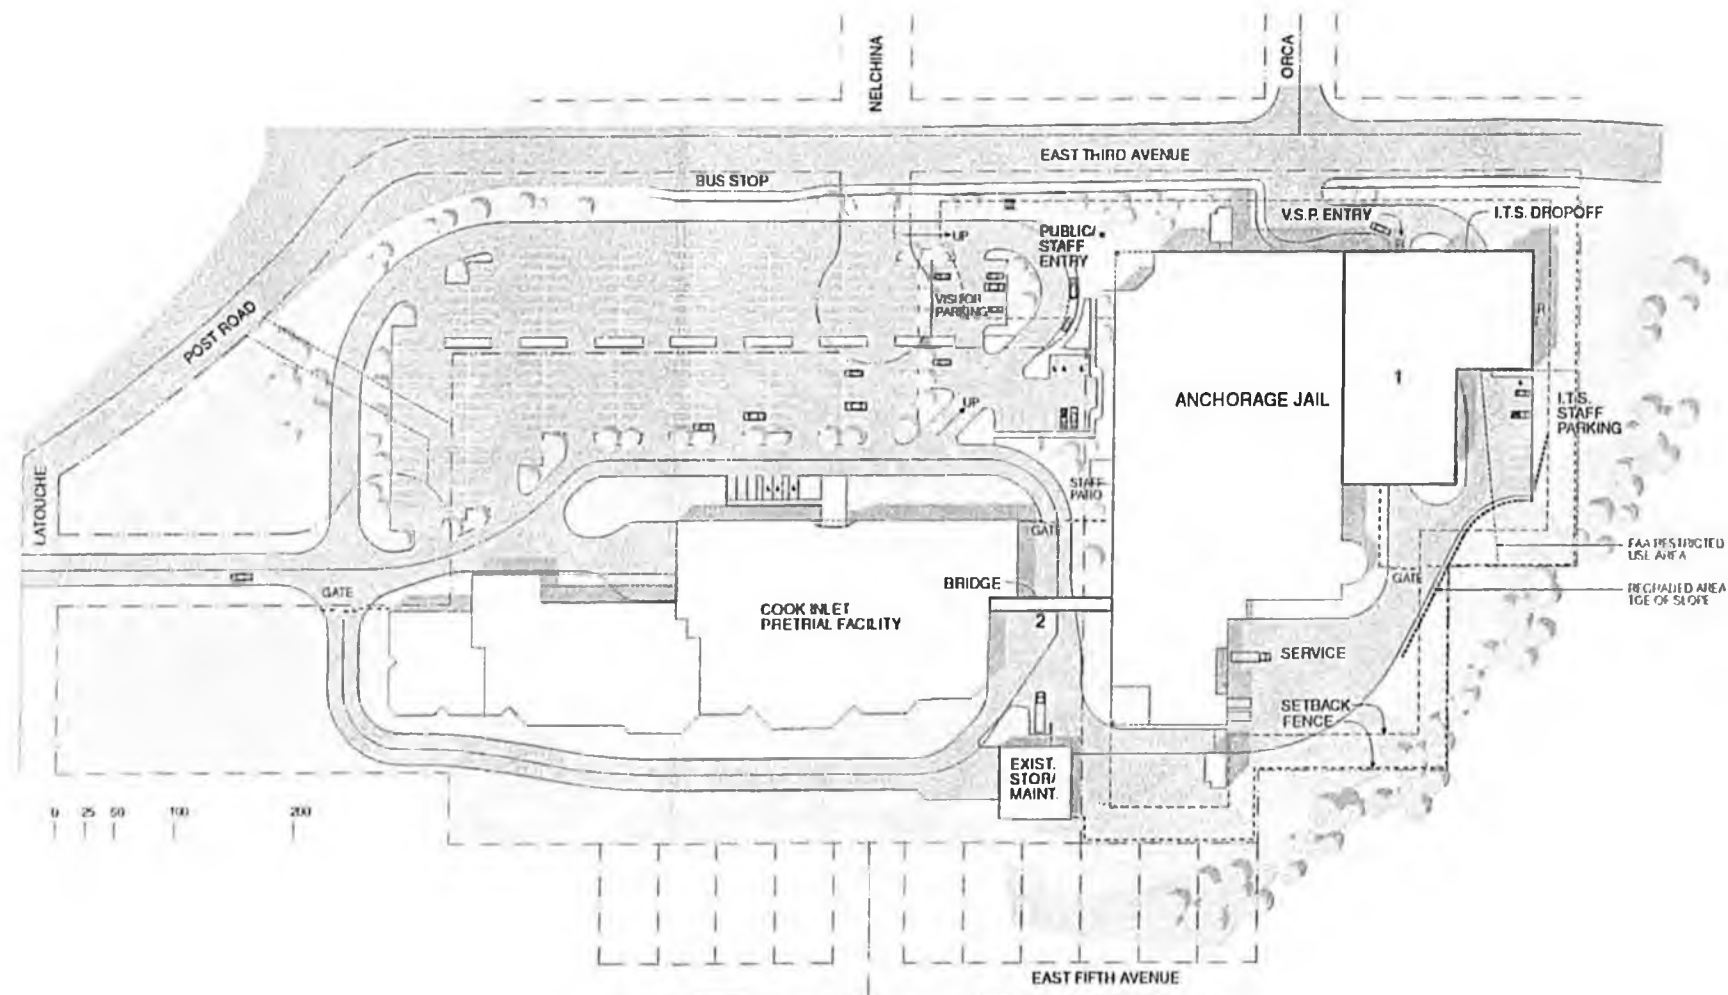 NELCHINA
ORCA
EAST THIRD AVENUE
BUS STOP
V.S.P. ENTRY
I.T.S. DROPOFF
UP
PUBLIC/
STAFF
ENTRY
POST ROAD
VISITOR
PARKING
1
ANCHORAGE JAIL
I.T.S.
STAFF
PARKING
UP
LATOUCHE
STAFF
PATIO
GATE
FAA RESTRICTED
USE AREA
BRIDGE
GATE
GATE
REGRADED AREA
TOE OF SLOPE
COOK INLET
PRETRIAL FACILITY
2
SERVICE
SETBACK
FENCE
EXIST.
STOR/
MAINT.
0 25 50 100 200
EAST FIFTH AVENUE